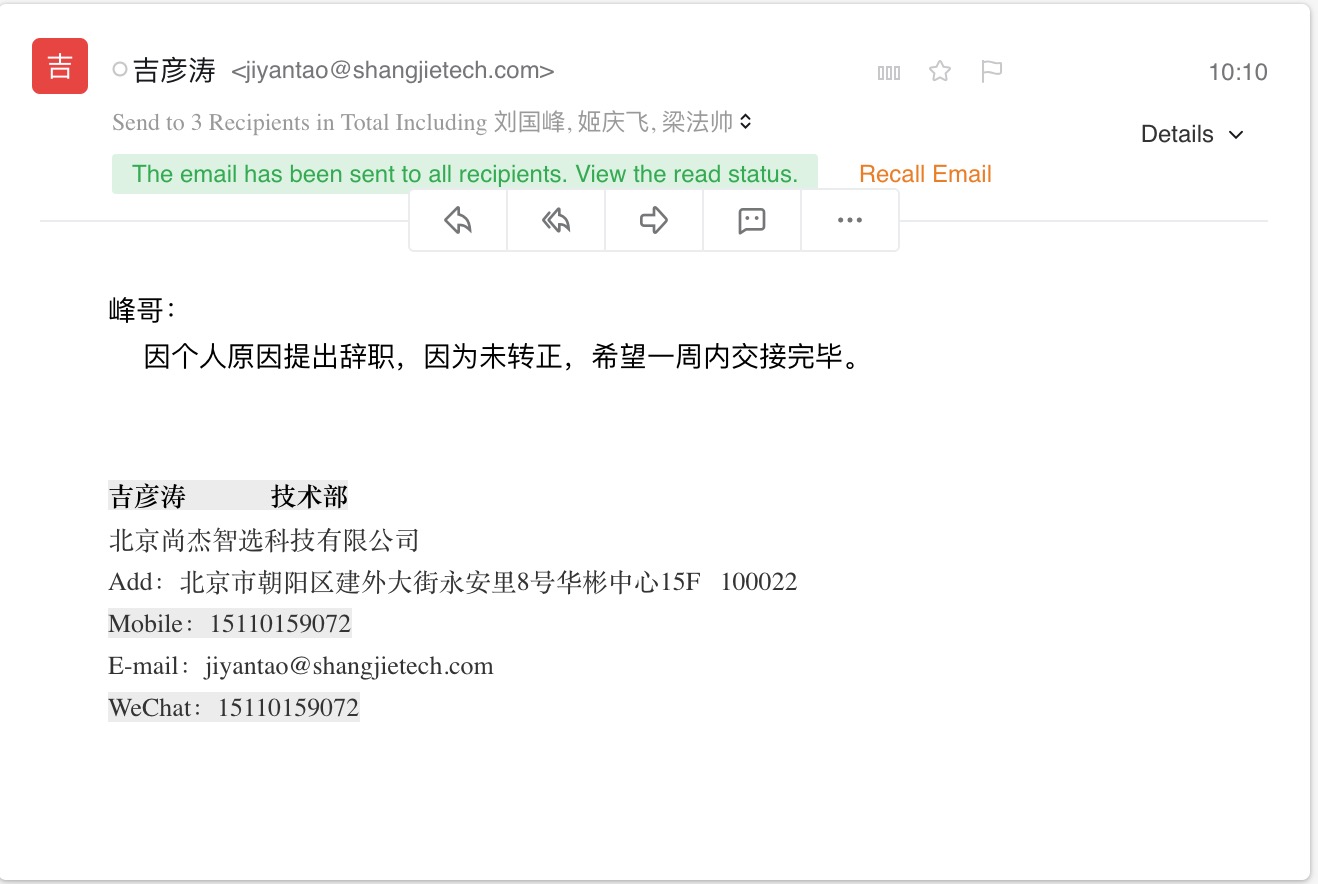 吉
吉彦涛 <jiyantao@shangjietech.com>
10:10
Send to 3 Recipients in Total Including 刘国峰, 姬庆飞, 梁法帅
Details
The email has been sent to all recipients. View the read status.
Recall Email
峰哥：
因个人原因提出辞职，因为未转正，希望一周内交接完毕。
吉彦涛 技术部
北京尚杰智选科技有限公司
Add：北京市朝阳区建外大街永安里8号华彬中心15F 100022
Mobile：15110159072
E-mail：jiyantao@shangjietech.com
WeChat：15110159072